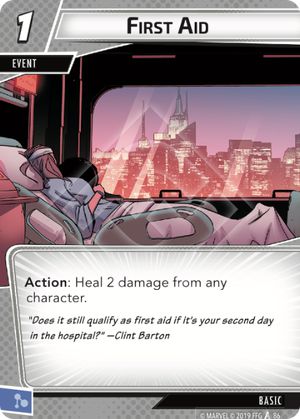 1
FIRST AID
EVENT
Action: Heal 2 damage from any
character.
"Does it still qualify as first aid if it's your second day
in the hospital?" —Clint Barton
BASIC
© MARVEL © 2019 FFG A 86